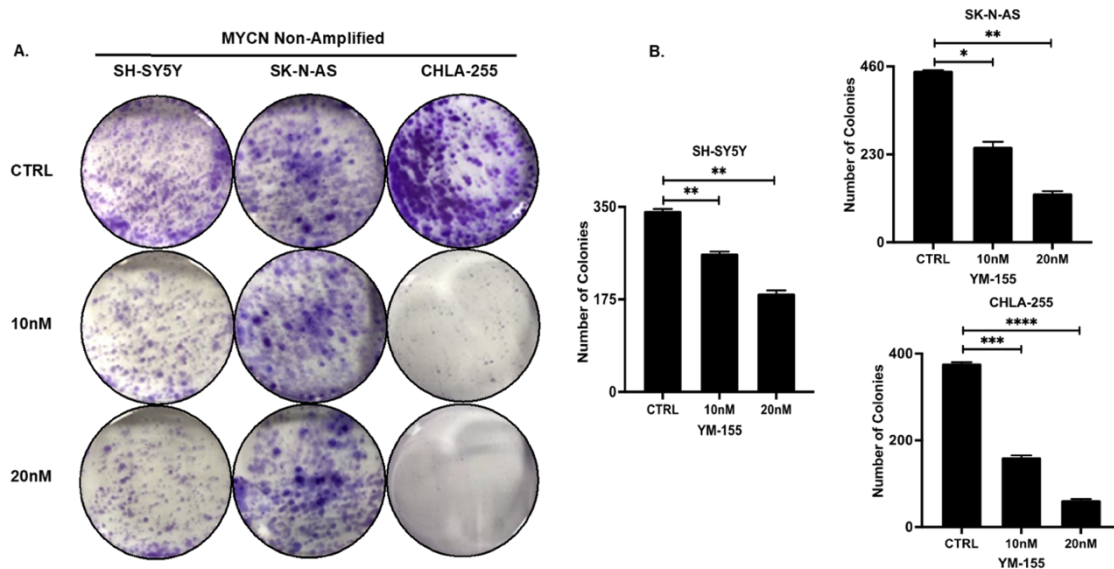 A.
MYCN Non-Amplified
SH-SY5Y SK-N-AS CHLA-255
CTRL
10nM
20nM
B.
SH-SY5Y
** 
**
Number of Colonies
350
175
0
CTRL 10nM 20nM
YM-155
SK-N-AS
**
*
Number of Colonies
460
230
0
CTRL 10nM 20nM
YM-155
CHLA-255
****
***
Number of Colonies
400
200
0
CTRL 10nM 20nM
YM-155